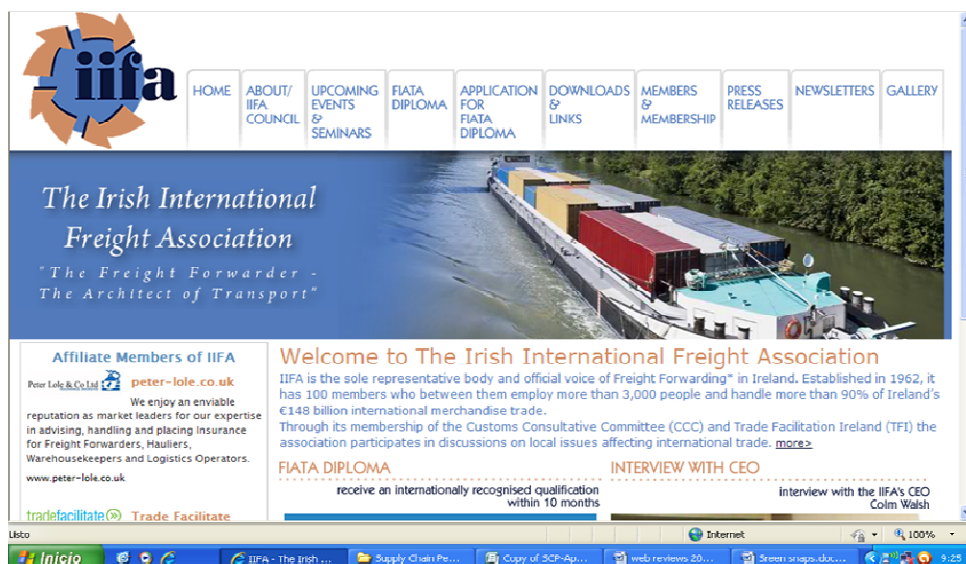 iifa
HOME
ABOUT/
IIFA
COUNCIL
UPCOMING
EVENTS
&
SEMINARS
FIATA
DIPLOMA
APPLICATION
FOR
FIATA
DIPLOMA
DOWNLOADS
&
LINKS
MEMBERS
&
MEMBERSHIP
PRESS
RELEASES
NEWSLETTERS
GALLERY
The Irish International
Freight Association
"The Freight Forwarder -
The Architect of Transport"
Affiliate Members of IIFA
Peter Lole & Co Ltd peter-lole.co.uk
We enjoy an enviable
reputation as market leaders for our expertise
in advising, handling and placing Insurance
for Freight Forwarders, Hauliers,
Warehousekeepers and Logistics Operators.
www.peter-lole.co.uk
tradefacilitate Trade Facilitate
Welcome to The Irish International Freight Association
IIFA is the sole representative body and official voice of Freight Forwarding* in Ireland. Established in 1962, it
has 100 members who between them employ more than 3,000 people and handle more than 90% of Ireland's
€148 billion international merchandise trade.
Through its membership of the Customs Consultative Committee (CCC) and Trade Facilitation Ireland (TFI) the
association participates in discussions on local issues affecting international trade. more>
FIATA DIPLOMA
receive an internationally recognised qualification
within 10 months
INTERVIEW WITH CEO
interview with the IIFA's CEO
Colm Walsh
Listo
Internet
100%
Inicio
IIFA - The Irish ...
Supply Chain Pe...
Copy of SCP-Ap...
web reviews 20...
Sreen snaps.doc...
9:25